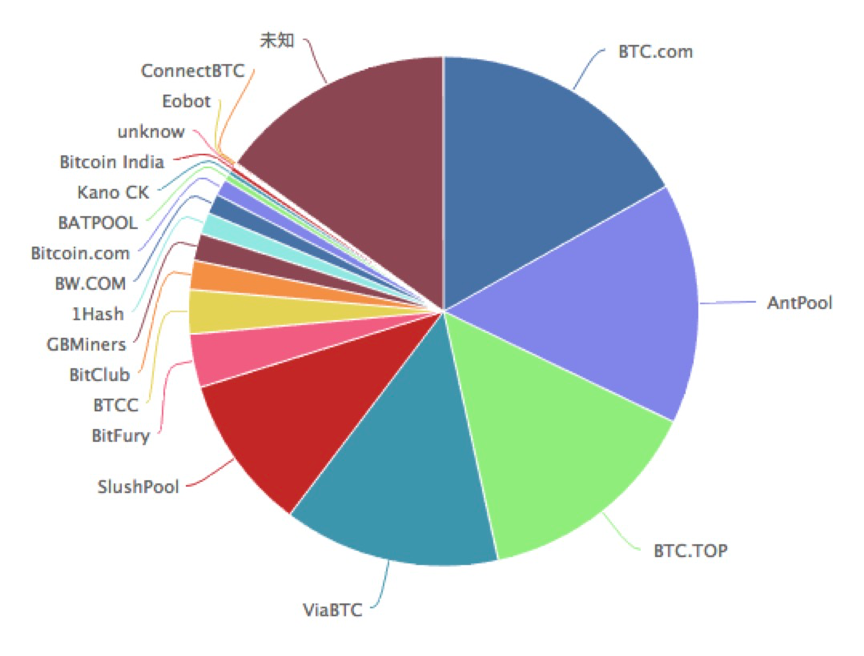 未知
BTC.com
ConnectBTC
Eobot
unknow
Bitcoin India
Kano CK
BATPOOL
Bitcoin.com
BW.COM
1Hash
GBMiners
BitClub
BTCC
BitFury
SlushPool
ViaBTC
BTC.TOP
AntPool